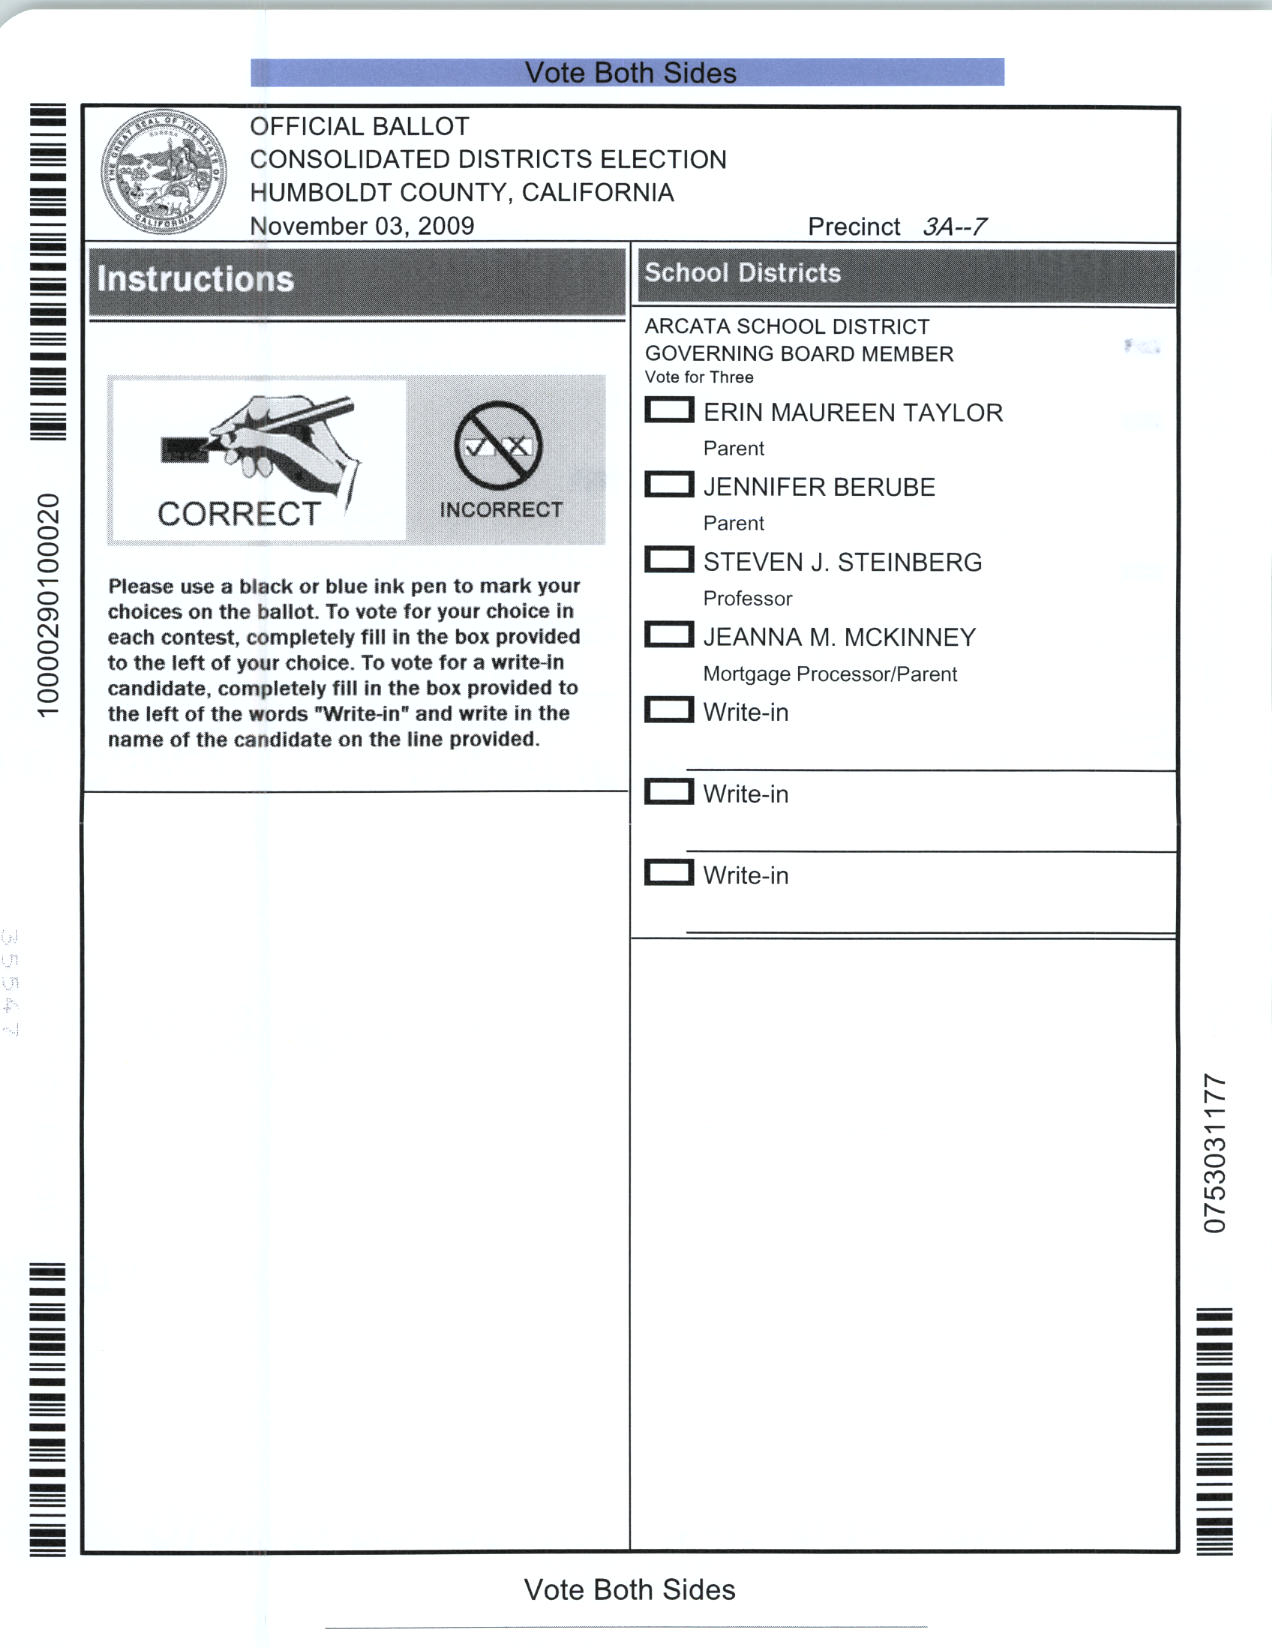 Vote Both Sides
OFFICIAL BALLOT
CONSOLIDATED DISTRICTS ELECTION
HUMBOLDT COUNTY, CALIFORNIA
November 03, 2009
Precinct 3A--7
THE GREAT SEAL OF THE STATE OF CALIFORNIA
EUREKA
Instructions
CORRECT
INCORRECT
Please use a black or blue ink pen to mark your
choices on the ballot. To vote for your choice in
each contest, completely fill in the box provided
to the left of your choice. To vote for a write-in
candidate, completely fill in the box provided to
the left of the words "Write-in" and write in the
name of the candidate on the line provided.
School Districts
ARCATA SCHOOL DISTRICT
GOVERNING BOARD MEMBER
Vote for Three
ERIN MAUREEN TAYLOR
Parent
JENNIFER BERUBE
Parent
STEVEN J. STEINBERG
Professor
JEANNA M. MCKINNEY
Mortgage Processor/Parent
Write-in
Write-in
Write-in
10000290100020
35547
0753031177
Vote Both Sides